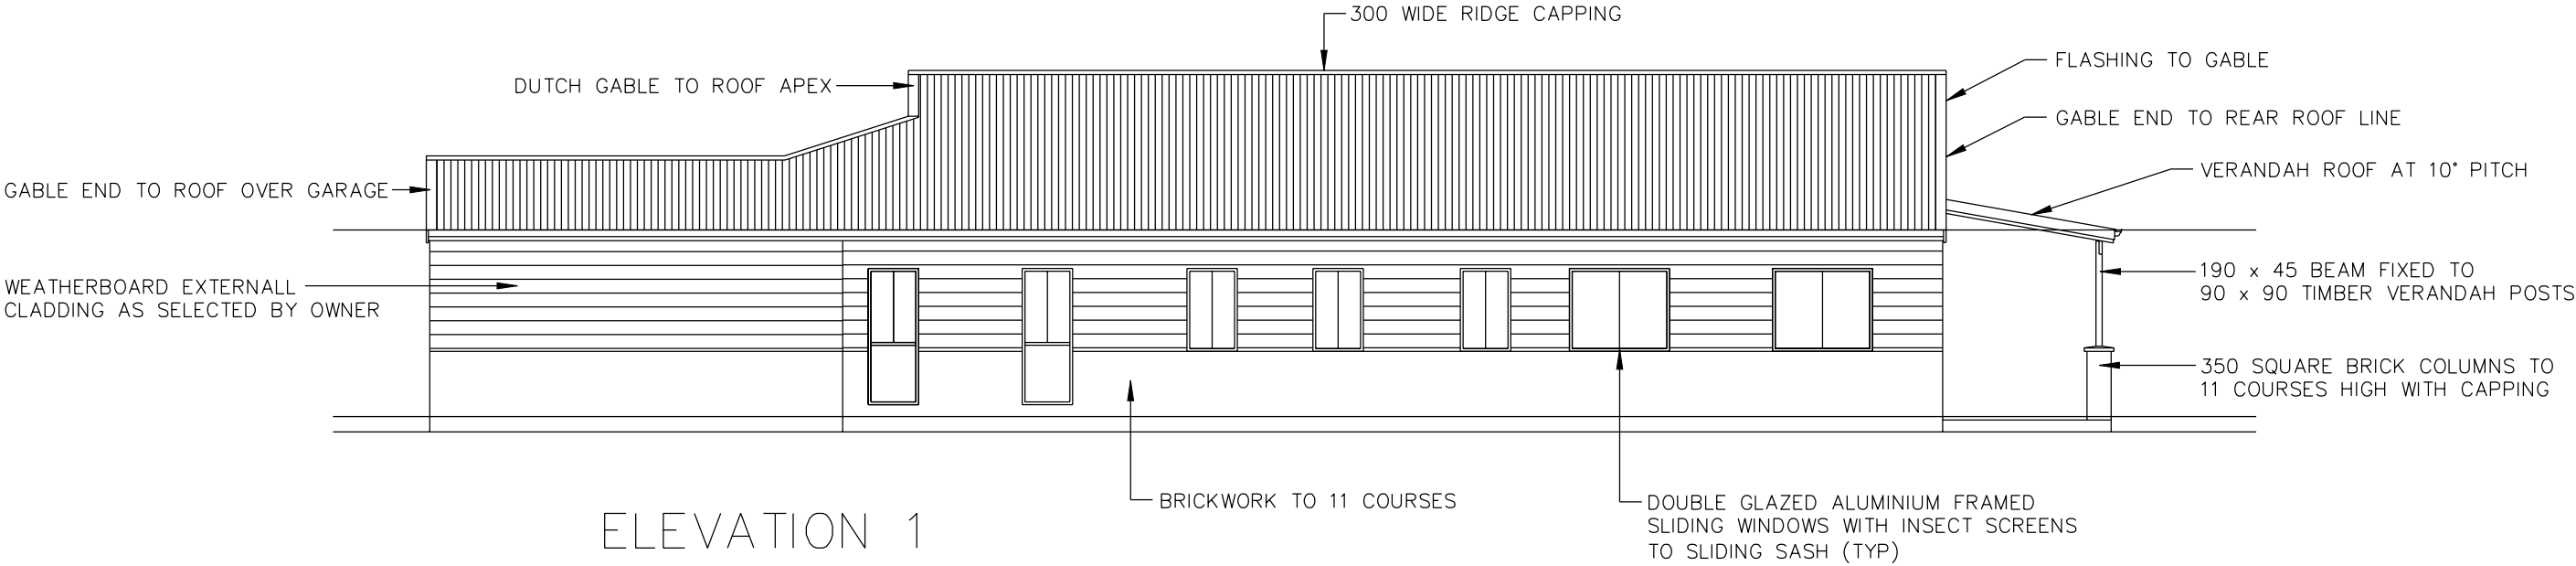 300 WIDE RIDGE CAPPING
FLASHING TO GABLE
DUTCH GABLE TO ROOF APEX
GABLE END TO REAR ROOF LINE
VERANDAH ROOF AT 10° PITCH
GABLE END TO ROOF OVER GARAGE
190 x 45 BEAM FIXED TO
90 x 90 TIMBER VERANDAH POSTS
WEATHERBOARD EXTERNALL
CLADDING AS SELECTED BY OWNER
350 SQUARE BRICK COLUMNS TO
11 COURSES HIGH WITH CAPPING
BRICKWORK TO 11 COURSES
DOUBLE GLAZED ALUMINIUM FRAMED
SLIDING WINDOWS WITH INSECT SCREENS
TO SLIDING SASH (TYP)
ELEVATION 1